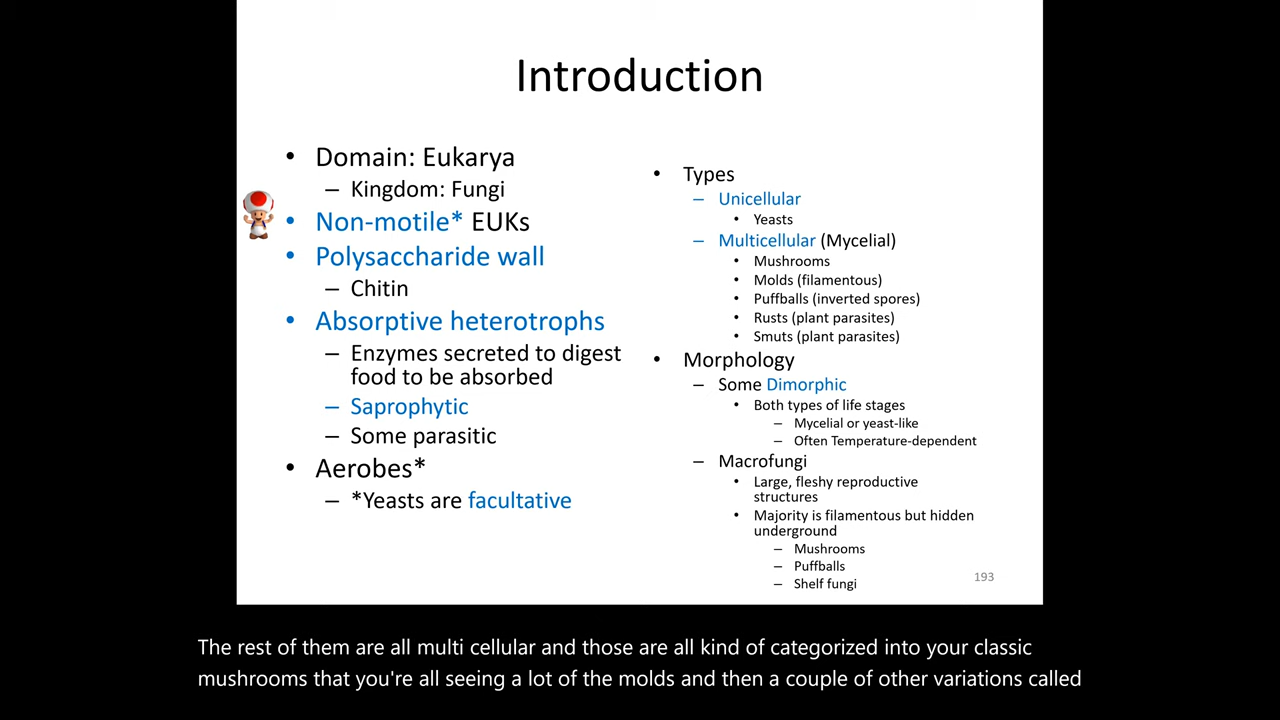 Introduction
• Domain: Eukarya
– Kingdom: Fungi
• Non-motile* EUKs
• Polysaccharide wall
– Chitin
• Absorptive heterotrophs
– Enzymes secreted to digest
food to be absorbed
– Saprophytic
– Some parasitic
• Aerobes*
– *Yeasts are facultative
• Types
– Unicellular
• Yeasts
– Multicellular (Mycelial)
• Mushrooms
• Molds (filamentous)
• Puffballs (inverted spores)
• Rusts (plant parasites)
• Smuts (plant parasites)
• Morphology
– Some Dimorphic
• Both types of life stages
– Mycelial or yeast-like
– Often Temperature-dependent
– Macrofungi
• Large, fleshy reproductive
structures
• Majority is filamentous but hidden
underground
– Mushrooms
– Puffballs
– Shelf fungi
193
The rest of them are all multi cellular and those are all kind of categorized into your classic
mushrooms that you're all seeing a lot of the molds and then a couple of other variations called